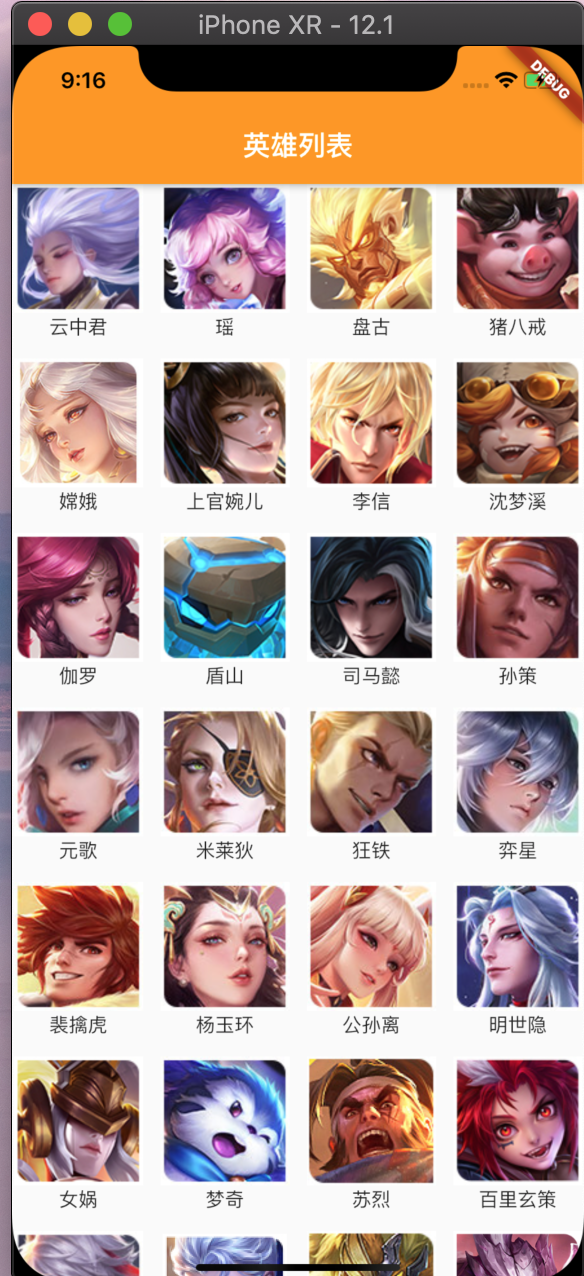 iPhone XR - 12.1
9:16
DEBUG
英雄列表
云中君 瑶 盘古 猪八戒
嫦娥 上官婉儿 李信 沈梦溪
伽罗 盾山 司马懿 孙策
元歌 米莱狄 狂铁 弈星
裴擒虎 杨玉环 公孙离 明世隐
女娲 梦奇 苏烈 百里玄策